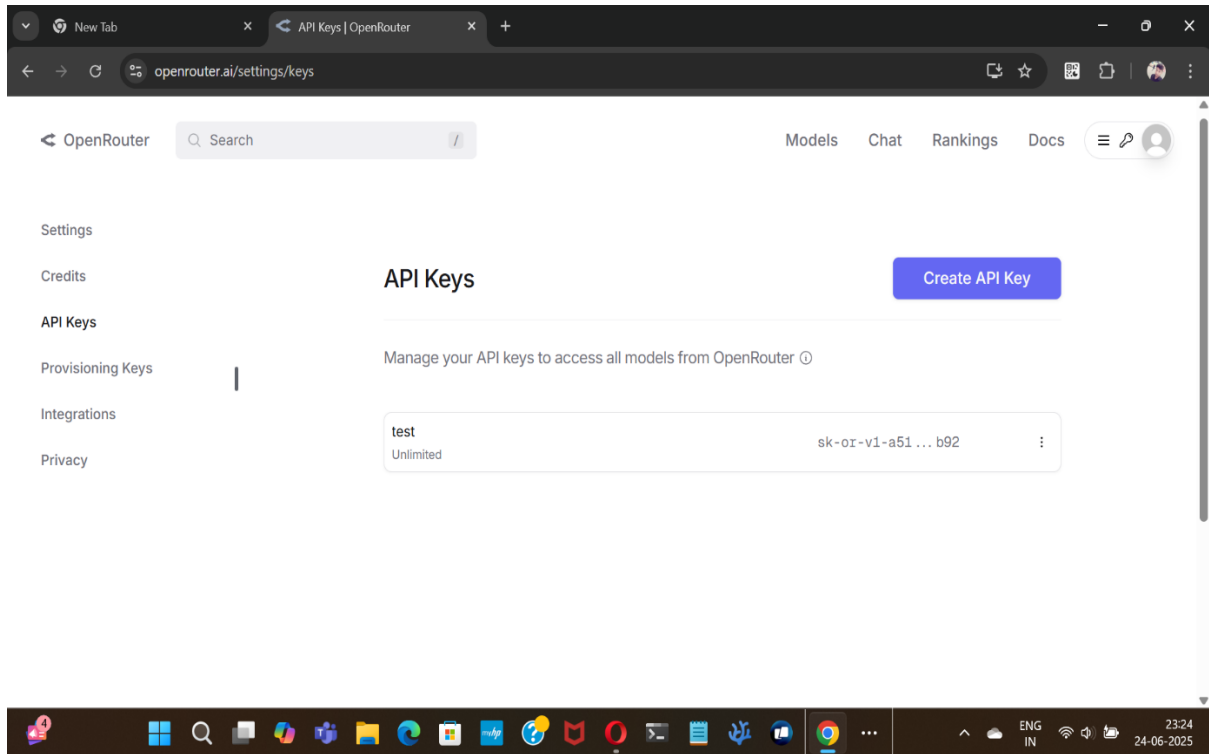 New Tab
API Keys | OpenRouter
openrouter.ai/settings/keys
OpenRouter
Search
/
Models Chat Rankings Docs
Settings
Credits
API Keys
Provisioning Keys
Integrations
Privacy
API Keys
Create API Key
Manage your API keys to access all models from OpenRouter
test
Unlimited
sk-or-v1-a51...b92
4
myhp
ENG
IN
23:24
24-06-2025